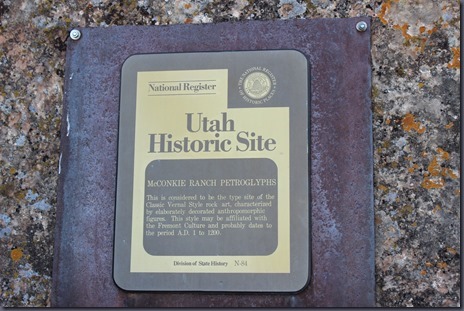 National Register
Utah
Historic Site
McCONKIE RANCH PETROGLYPHS
This is considered to be the type site of the
Classic Vernal Style rock art, characterized
by elaborately decorated anthropomorphic
figures. This style may be affiliated with
the Fremont Culture and probably dates to
the period A.D. 1 to 1200.
Division of State History N-84